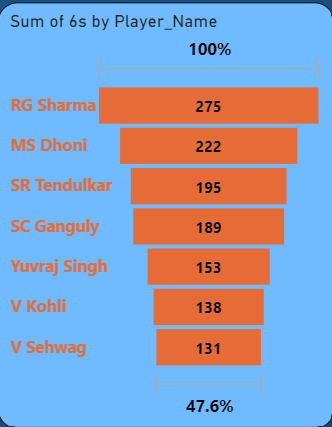 Sum of 6s by Player_Name
100%
RG Sharma 275
MS Dhoni 222
SR Tendulkar 195
SC Ganguly 189
Yuvraj Singh 153
V Kohli 138
V Sehwag 131
47.6%